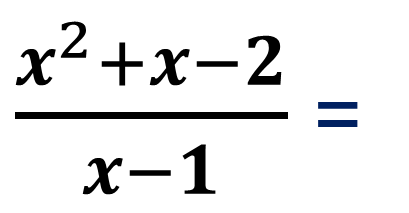 x²+x−2
x−1
=